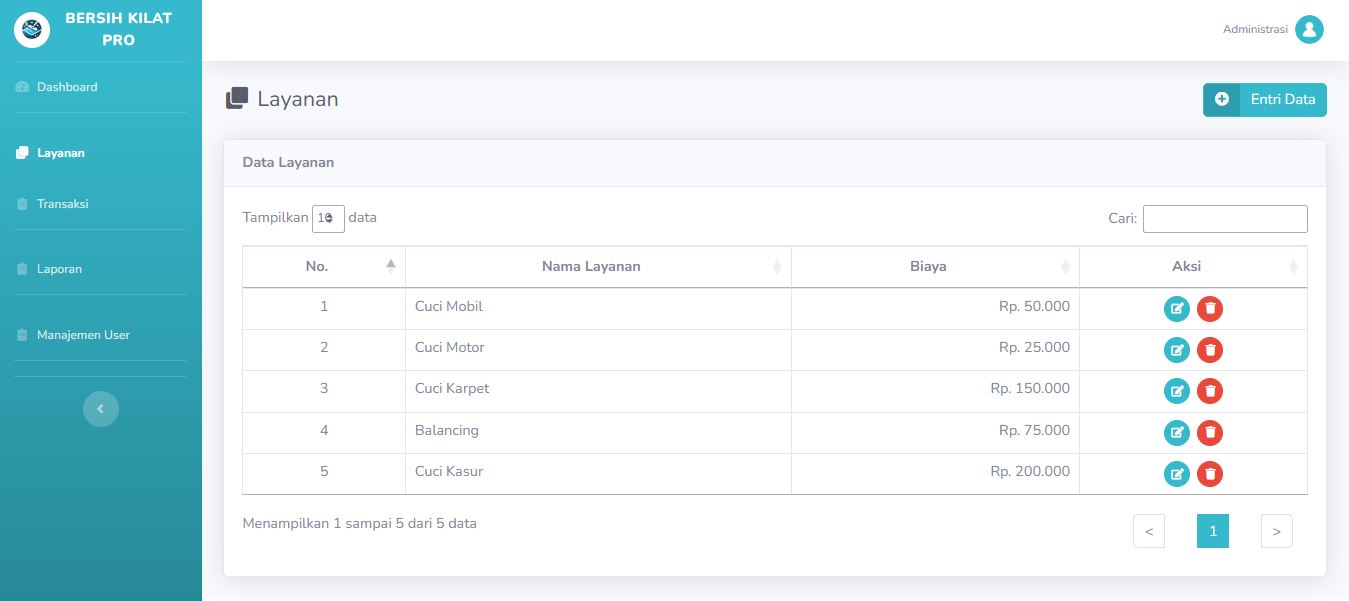 BERSIH KILAT
PRO
Administrasi
Dashboard
Layanan
Transaksi
Laporan
Manajemen User
Layanan
Entri Data
Data Layanan
Tampilkan 10 data
Cari:
No. Nama Layanan Biaya Aksi
1 Cuci Mobil Rp. 50.000
2 Cuci Motor Rp. 25.000
3 Cuci Karpet Rp. 150.000
4 Balancing Rp. 75.000
5 Cuci Kasur Rp. 200.000
Menampilkan 1 sampai 5 dari 5 data
< 1 >